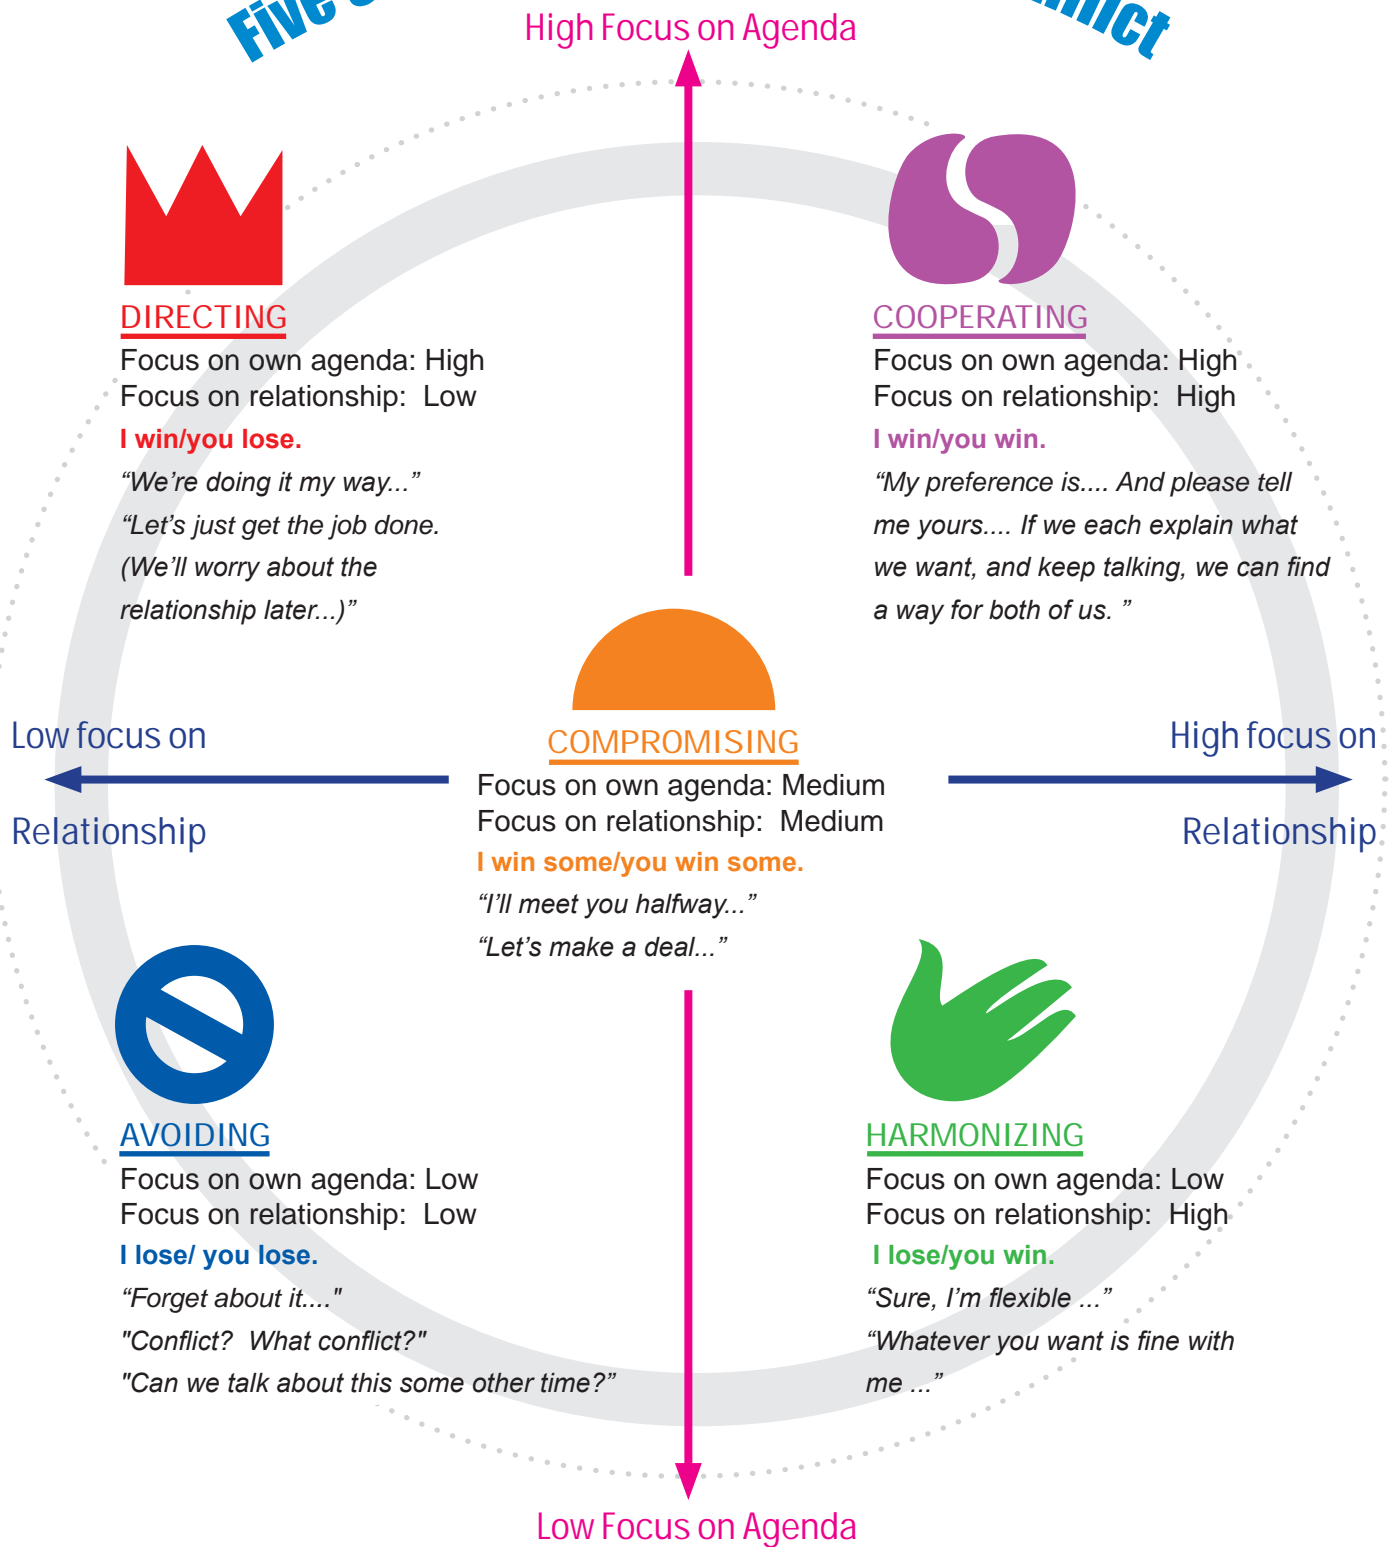 Five
High Focus on Agenda
DIRECTING
Focus on own agenda: High
Focus on relationship:  Low
I win/you lose.
“We’re doing it my way...”
“Let’s just get the job done.
(We’ll worry about the
relationship later...)”
COOPERATING
Focus on own agenda: High
Focus on relationship:  High
I win/you win.
“My preference is.... And please tell
me yours.... If we each explain what
we want, and keep talking, we can find
a way for both of us. ”
Low focus on
Relationship
COMPROMISING
Focus on own agenda: Medium
Focus on relationship:  Medium
I win some/you win some.
“I’ll meet you halfway...”
“Let’s make a deal...”
High focus on
Relationship
AVOIDING
Focus on own agenda: Low
Focus on relationship:  Low
I lose/ you lose.
“Forget about it...."
"Conflict?  What conflict?"
"Can we talk about this some other time?”
HARMONIZING
Focus on own agenda: Low
Focus on relationship:  High
I lose/you win.
“Sure, I’m flexible ...”
“Whatever you want is fine with
me ...”
Low Focus on Agenda